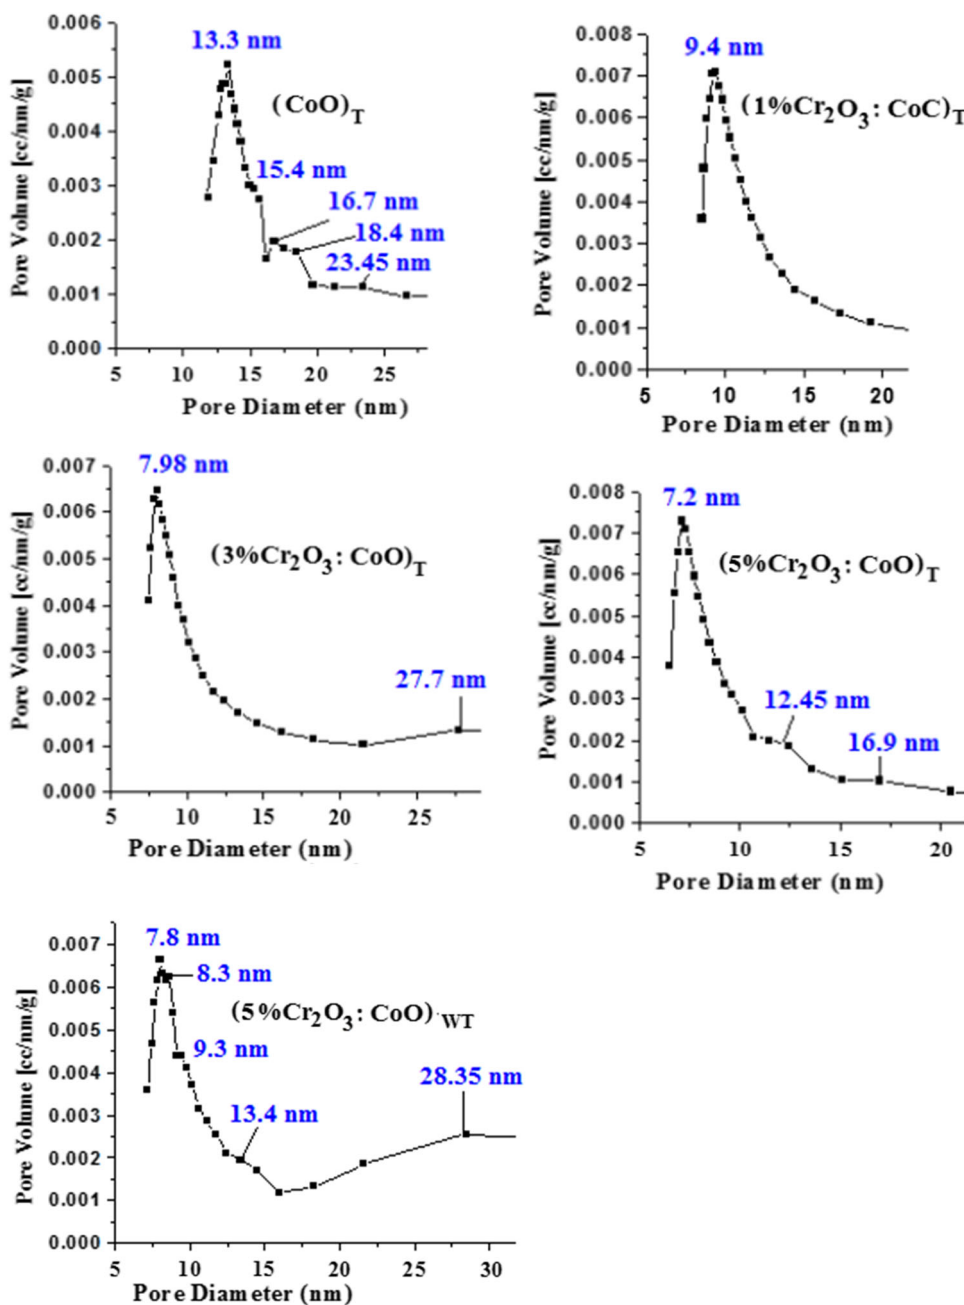 0.006
0.005
0.004
0.003
0.002
0.001
0.000
Pore Volume [cc/nm/g]
13.3 nm
(CoO)T
15.4 nm
16.7 nm
18.4 nm
23.45 nm
5 10 15 20 25
Pore Diameter (nm)
0.008
0.007
0.006
0.005
0.004
0.003
0.002
0.001
0.000
Pore Volume [cc/nm/g]
9.4 nm
(1%Cr2O3: CoC)T
5 10 15 20
Pore Diameter (nm)
0.007
0.006
0.005
0.004
0.003
0.002
0.001
0.000
Pore Volume [cc/nm/g]
7.98 nm
(3%Cr2O3: CoO)T
27.7 nm
5 10 15 20 25
Pore Diameter (nm)
0.008
0.007
0.006
0.005
0.004
0.003
0.002
0.001
0.000
Pore Volume [cc/nm/g]
7.2 nm
(5%Cr2O3: CoO)T
12.45 nm
16.9 nm
5 10 15 20
Pore Diameter (nm)
0.007
0.006
0.005
0.004
0.003
0.002
0.001
0.000
Pore Volume [cc/nm/g]
7.8 nm
8.3 nm
(5%Cr2O3: CoO) WT
9.3 nm
28.35 nm
13.4 nm
5 10 15 20 25 30
Pore Diameter (nm)